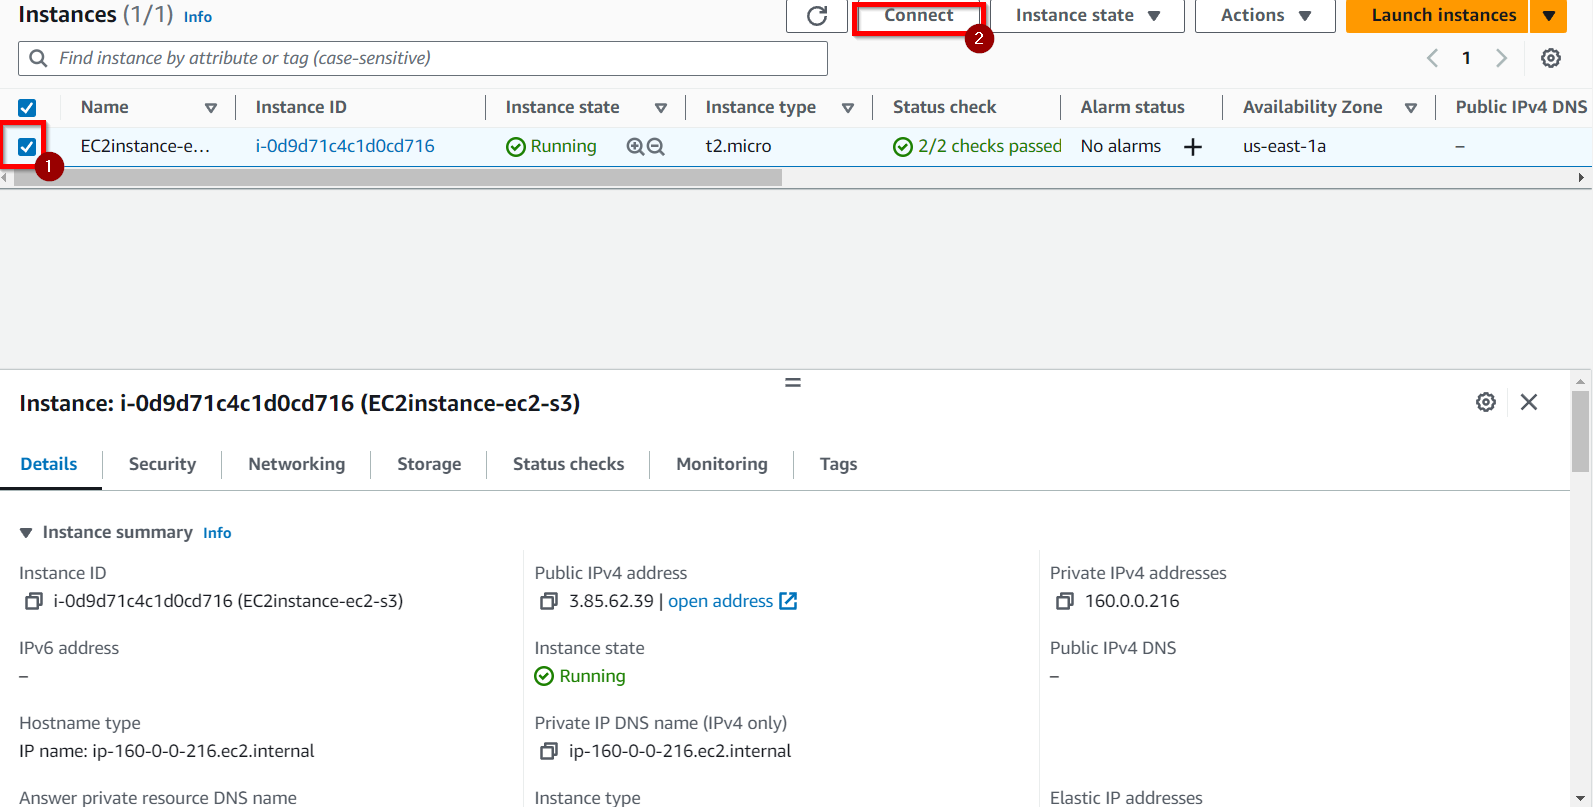 Instances (1/1) Info
Connect
Instance state
Actions
Launch instances
2
Find instance by attribute or tag (case-sensitive)
1
Name
Instance ID
Instance state
Instance type
Status check
Alarm status
Availability Zone
Public IPv4 DNS
EC2instance-e...
i-0d9d71c4c1d0cd716
Running
t2.micro
2/2 checks passed
No alarms
us-east-1a
–
1
Instance: i-0d9d71c4c1d0cd716 (EC2instance-ec2-s3)
Details
Security
Networking
Storage
Status checks
Monitoring
Tags
Instance summary Info
Instance ID
i-0d9d71c4c1d0cd716 (EC2instance-ec2-s3)
Public IPv4 address
3.85.62.39 | open address
Private IPv4 addresses
160.0.0.216
IPv6 address
–
Instance state
Running
Public IPv4 DNS
–
Hostname type
IP name: ip-160-0-0-216.ec2.internal
Private IP DNS name (IPv4 only)
ip-160-0-0-216.ec2.internal
Answer private resource DNS name
Instance type
Elastic IP addresses